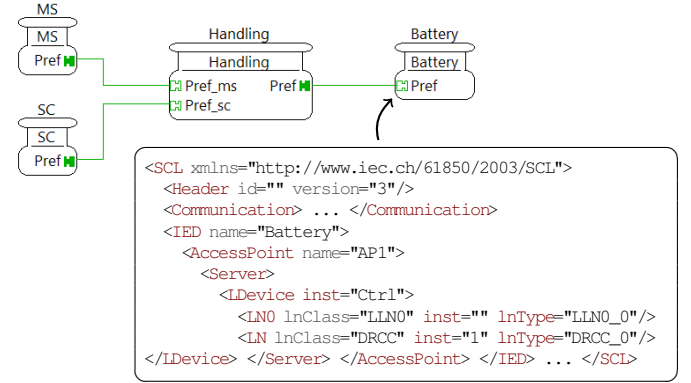 MS
MS
Pref
SC
SC
Pref
Handling
Handling
Pref_ms Pref
Pref_sc
Battery
Battery
Pref
<SCL xmlns="http://www.iec.ch/61850/2003/SCL">
<Header id="" version="3"/>
<Communication> ... </Communication>
<IED name="Battery">
<AccessPoint name="AP1">
<Server>
<LDevice inst="Ctrl">
<LN0 lnClass="LLN0" inst="" lnType="LLN0_0"/>
<LN lnClass="DRCC" inst="1" lnType="DRCC_0"/>
</LDevice> </Server> </AccessPoint> </IED> ... </SCL>